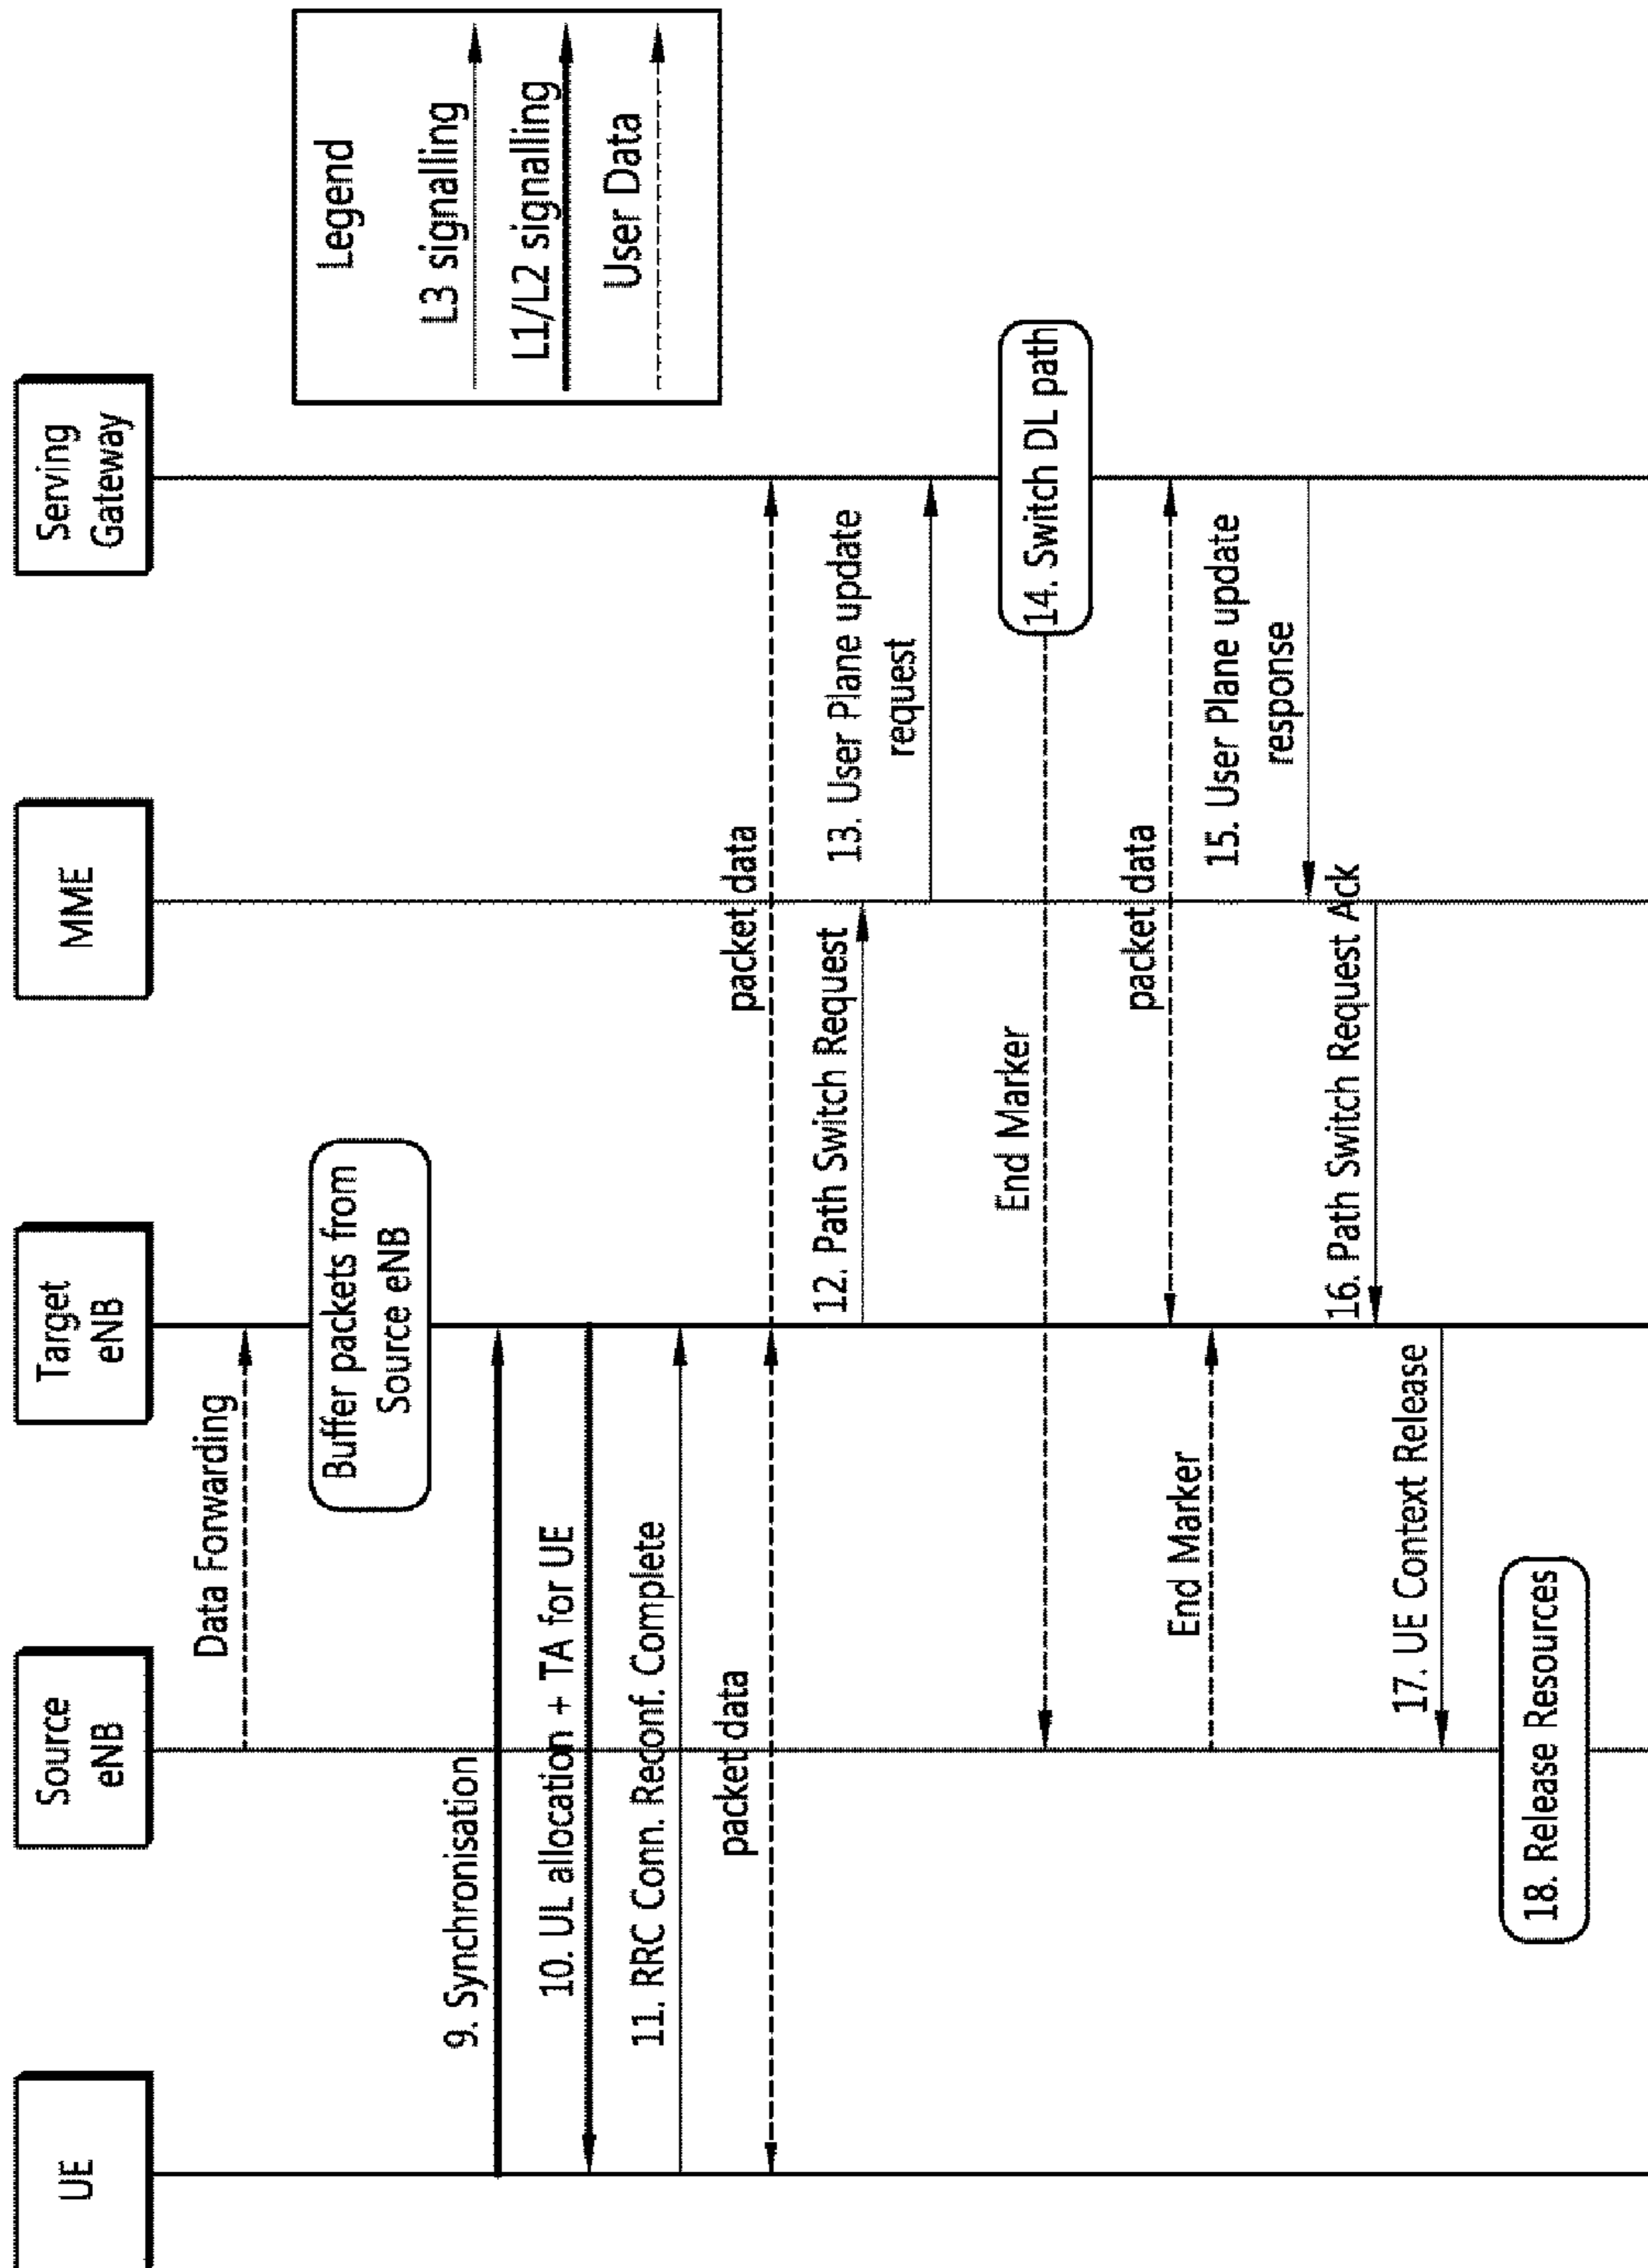 UE
Source
eNB
Target
eNB
MME
Serving
Gateway
Legend
L3 signalling
L1/L2 signalling
User Data
Data Forwarding
Buffer packets from
Source eNB
9. Synchronisation
10. UL allocation + TA for UE
11. RRC Conn. Reconf. Complete
packet data
packet data
12. Path Switch Request
13. User Plane update
request
End Marker
14. Switch DL path
packet data
End Marker
15. User Plane update
response
16. Path Switch Request Ack
17. UE Context Release
18. Release Resources